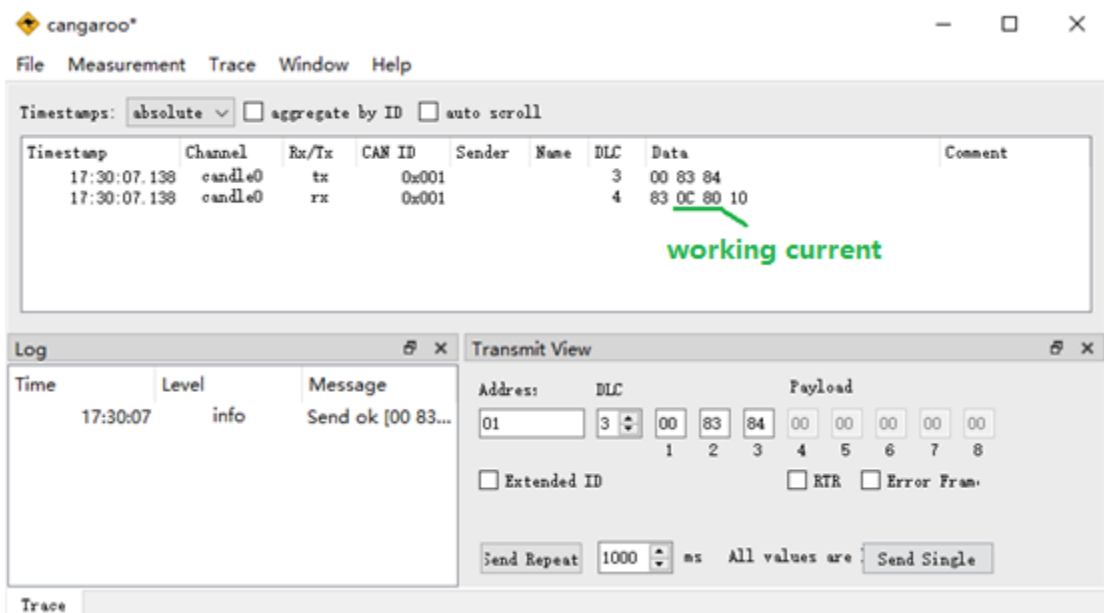 cangaroo*
File Measurement Trace Window Help
Timestamps: absolute aggregate by ID auto scroll
Timestamp Channel Rx/Tx CAN ID Sender Name DLC Data Comment
17:30:07.138 candle0 tx 0x001 3 00 83 84
17:30:07.138 candle0 rx 0x001 4 83 0C 80 10
working current
Log
Time Level Message
17:30:07 info Send ok [00 83...
Transmit View
Address: DLC Payload
01 3 00 83 84 00 00 00 00 00
1 2 3 4 5 6 7 8
Extended ID RTR Error Fram
Send Repeat 1000 ms All values are Send Single
Trace